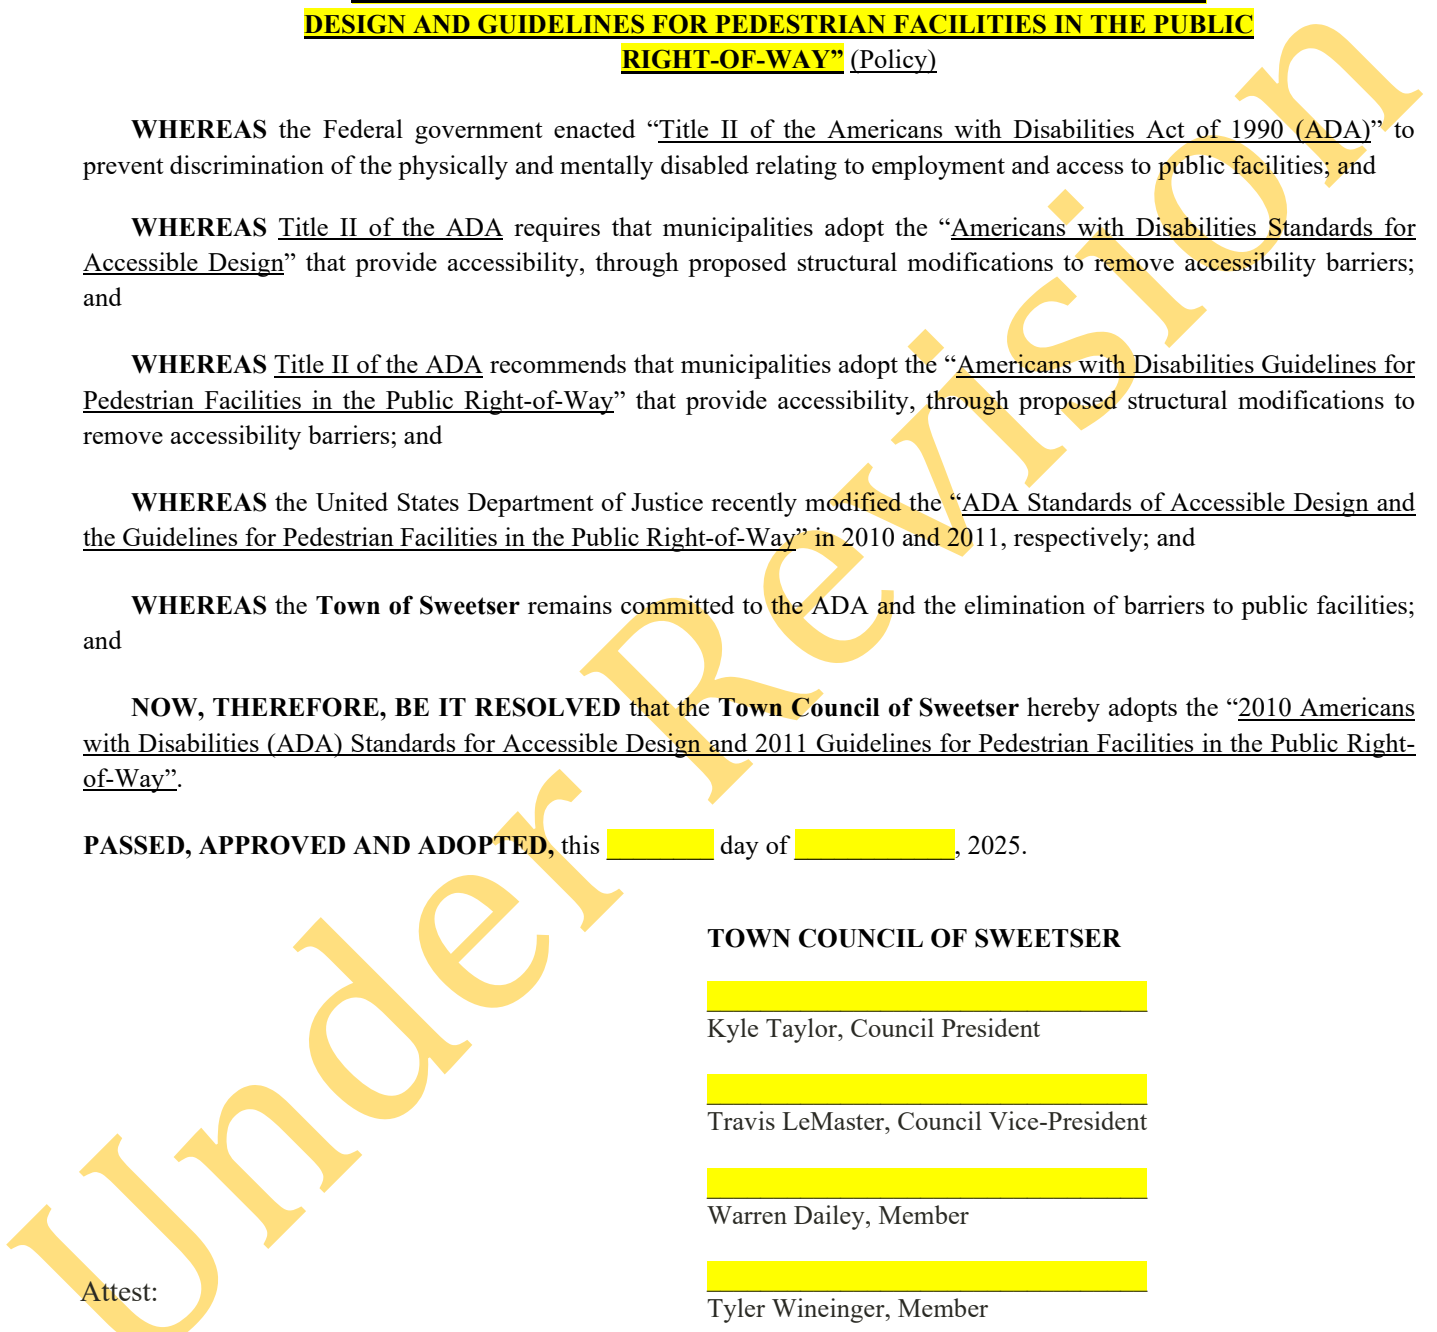 DESIGN AND GUIDELINES FOR PEDESTRIAN FACILITIES IN THE PUBLIC
RIGHT-OF-WAY” (Policy)
WHEREAS the Federal government enacted “Title II of the Americans with Disabilities Act of 1990 (ADA)” to
prevent discrimination of the physically and mentally disabled relating to employment and access to public facilities; and
WHEREAS Title II of the ADA requires that municipalities adopt the “Americans with Disabilities Standards for
Accessible Design” that provide accessibility, through proposed structural modifications to remove accessibility barriers;
and
WHEREAS Title II of the ADA recommends that municipalities adopt the “Americans with Disabilities Guidelines for
Pedestrian Facilities in the Public Right-of-Way” that provide accessibility, through proposed structural modifications to
remove accessibility barriers; and
WHEREAS the United States Department of Justice recently modified the “ADA Standards of Accessible Design and
the Guidelines for Pedestrian Facilities in the Public Right-of-Way” in 2010 and 2011, respectively; and
WHEREAS the Town of Sweetser remains committed to the ADA and the elimination of barriers to public facilities;
and
NOW, THEREFORE, BE IT RESOLVED that the Town Council of Sweetser hereby adopts the “2010 Americans
with Disabilities (ADA) Standards for Accessible Design and 2011 Guidelines for Pedestrian Facilities in the Public Right-
of-Way”.
PASSED, APPROVED AND ADOPTED, this ________ day of ____________, 2025.
TOWN COUNCIL OF SWEETSER
Kyle Taylor, Council President
Travis LeMaster, Council Vice-President
Warren Dailey, Member
Attest:
Tyler Wineinger, Member
Under Revision